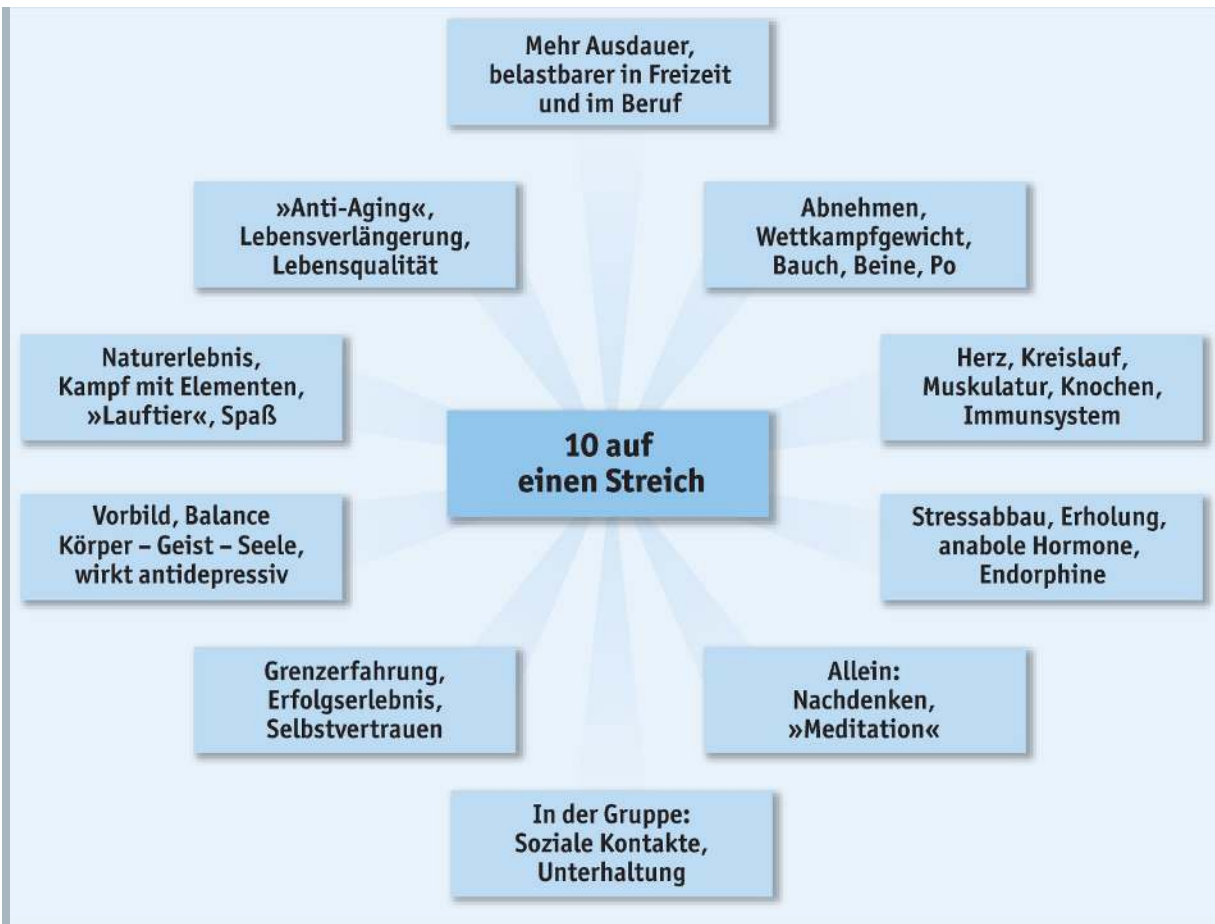 Mehr Ausdauer,
belastbarer in Freizeit
und im Beruf
»Anti-Aging«,
Lebensverlängerung,
Lebensqualität
Abnehmen,
Wettkampfgewicht,
Bauch, Beine, Po
Naturerlebnis,
Kampf mit Elementen,
»Lauftier«, Spaß
Herz, Kreislauf,
Muskulatur, Knochen,
Immunsystem
10 auf
einen Streich
Vorbild, Balance
Körper – Geist – Seele,
wirkt antidepressiv
Stressabbau, Erholung,
anabole Hormone,
Endorphine
Grenzerfahrung,
Erfolgserlebnis,
Selbstvertrauen
Allein:
Nachdenken,
»Meditation«
In der Gruppe:
Soziale Kontakte,
Unterhaltung